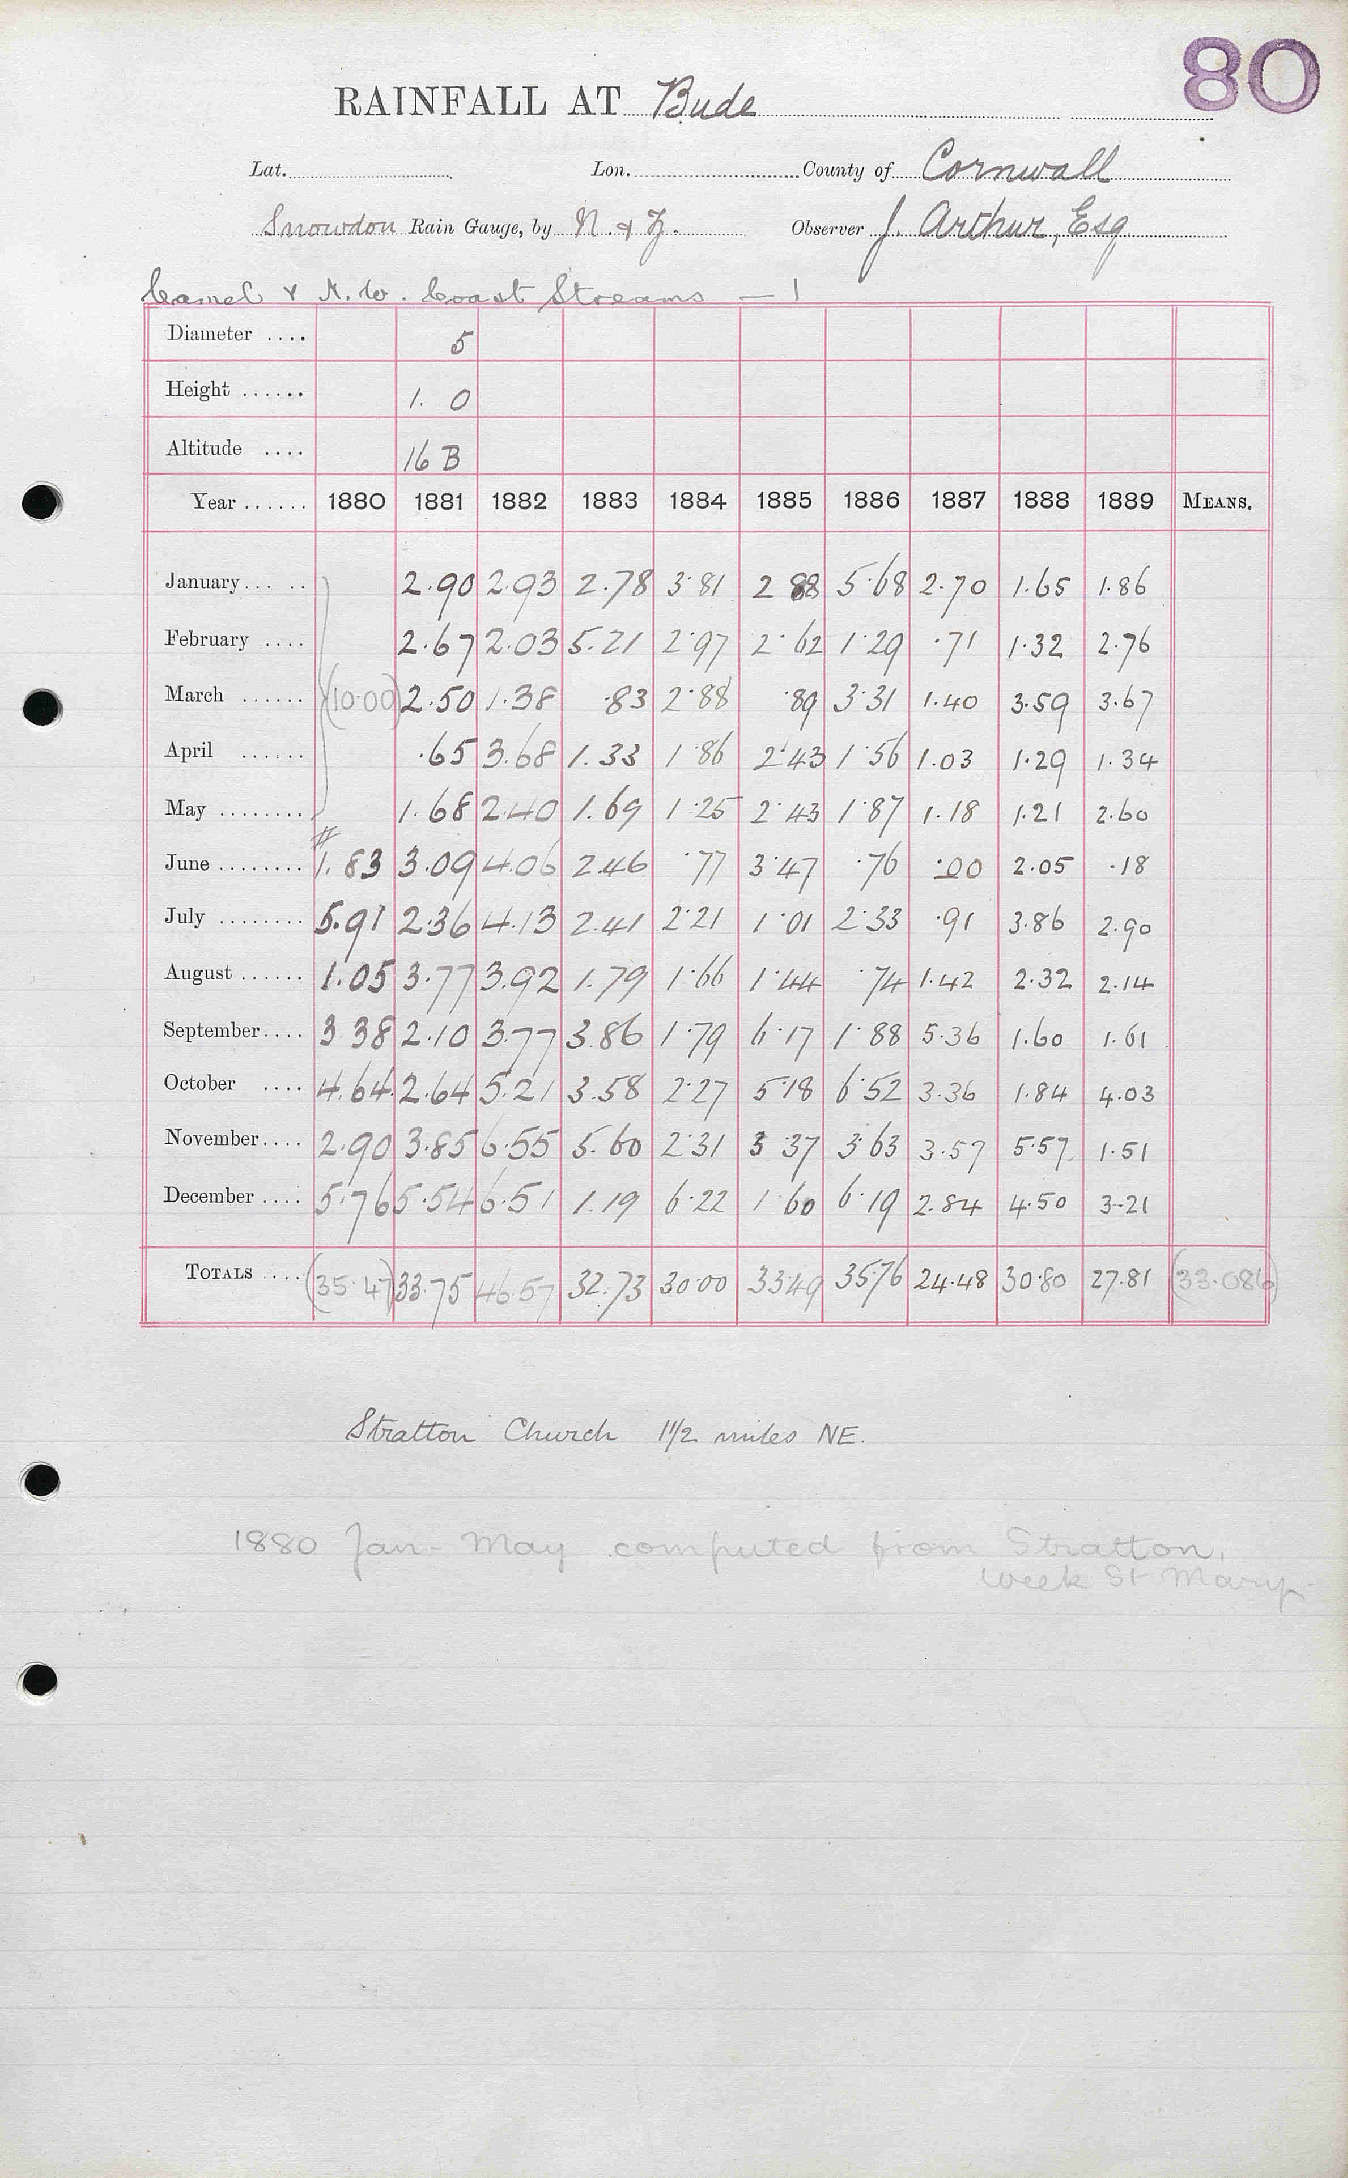 80
RAINFALL AT Bude
Lat. Lon. County of Cornwall
Snowdon Rain Gauge, by N. & Z. Observer J. Arthur, Esq
Camel & N.W. Coast Streams — 1
Diameter .... 5
Height ...... 1. 0
Altitude .... 16 B
Year ...... 1880 1881 1882 1883 1884 1885 1886 1887 1888 1889 MEANS.
January ... .. 2.90 2.93 2.78 3.81 2 88 5.68 2.70 1.65 1.86
February .... 2.67 2.03 5.21 2.97 2.62 1.29 .71 1.32 2.76
March ...... (10.00) 2.50 1.38 .83 2.88 .89 3.31 1.40 3.59 3.67
April ...... .65 3.68 1.33 1.86 2.43 1.56 1.03 1.29 1.34
May ........ 1.68 2.40 1.69 1.25 2.43 1.87 1.18 1.21 2.60
June ........ 1.83 3.09 4.06 2.46 .77 3.47 .76 .00 2.05 .18
July ........ 5.91 2.36 4.13 2.41 2.21 1.01 2.33 .91 3.86 2.90
August ...... 1.05 3.77 3.92 1.79 1.66 1.44 .74 1.42 2.32 2.14
September .... 3 38 2.10 3.77 3.86 1.79 6.17 1.88 5.36 1.60 1.61
October .... 4.64 2.64 5.21 3.58 2.27 5.18 6.52 3.36 1.84 4.03
November .... 2.90 3.85 6.55 5.60 2.31 3 37 3.63 3.57 5.57 1.51
December .... 5.76 5.54 6.51 1.19 6.22 1.60 6.19 2.84 4.50 3.21
TOTALS .... (35.47) 33.75 46.57 32.73 30.00 33.49 35.76 24.48 30.80 27.81 (33.086)
Stratton Church 1 1/2 miles NE.
1880 Jan - May computed from Stratton,
Week St Mary.